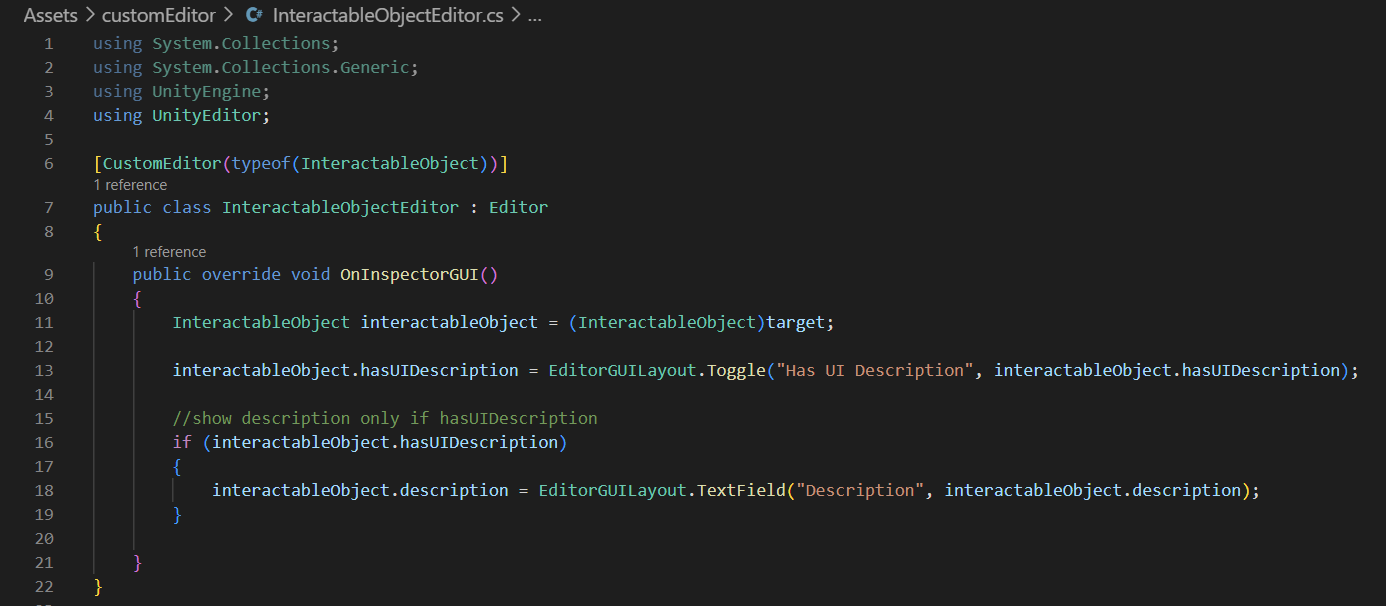 Assets > customEditor > C# InteractableObjectEditor.cs > ...
1 using System.Collections;
2 using System.Collections.Generic;
3 using UnityEngine;
4 using UnityEditor;
5
6 [CustomEditor(typeof(InteractableObject))]
1 reference
7 public class InteractableObjectEditor : Editor
8 {
1 reference
9 public override void OnInspectorGUI()
10 {
11 InteractableObject interactableObject = (InteractableObject)target;
12
13 interactableObject.hasUIDescription = EditorGUILayout.Toggle("Has UI Description", interactableObject.hasUIDescription);
14
15 //show description only if hasUIDescription
16 if (interactableObject.hasUIDescription)
17 {
18 interactableObject.description = EditorGUILayout.TextField("Description", interactableObject.description);
19 }
20
21 }
22 }